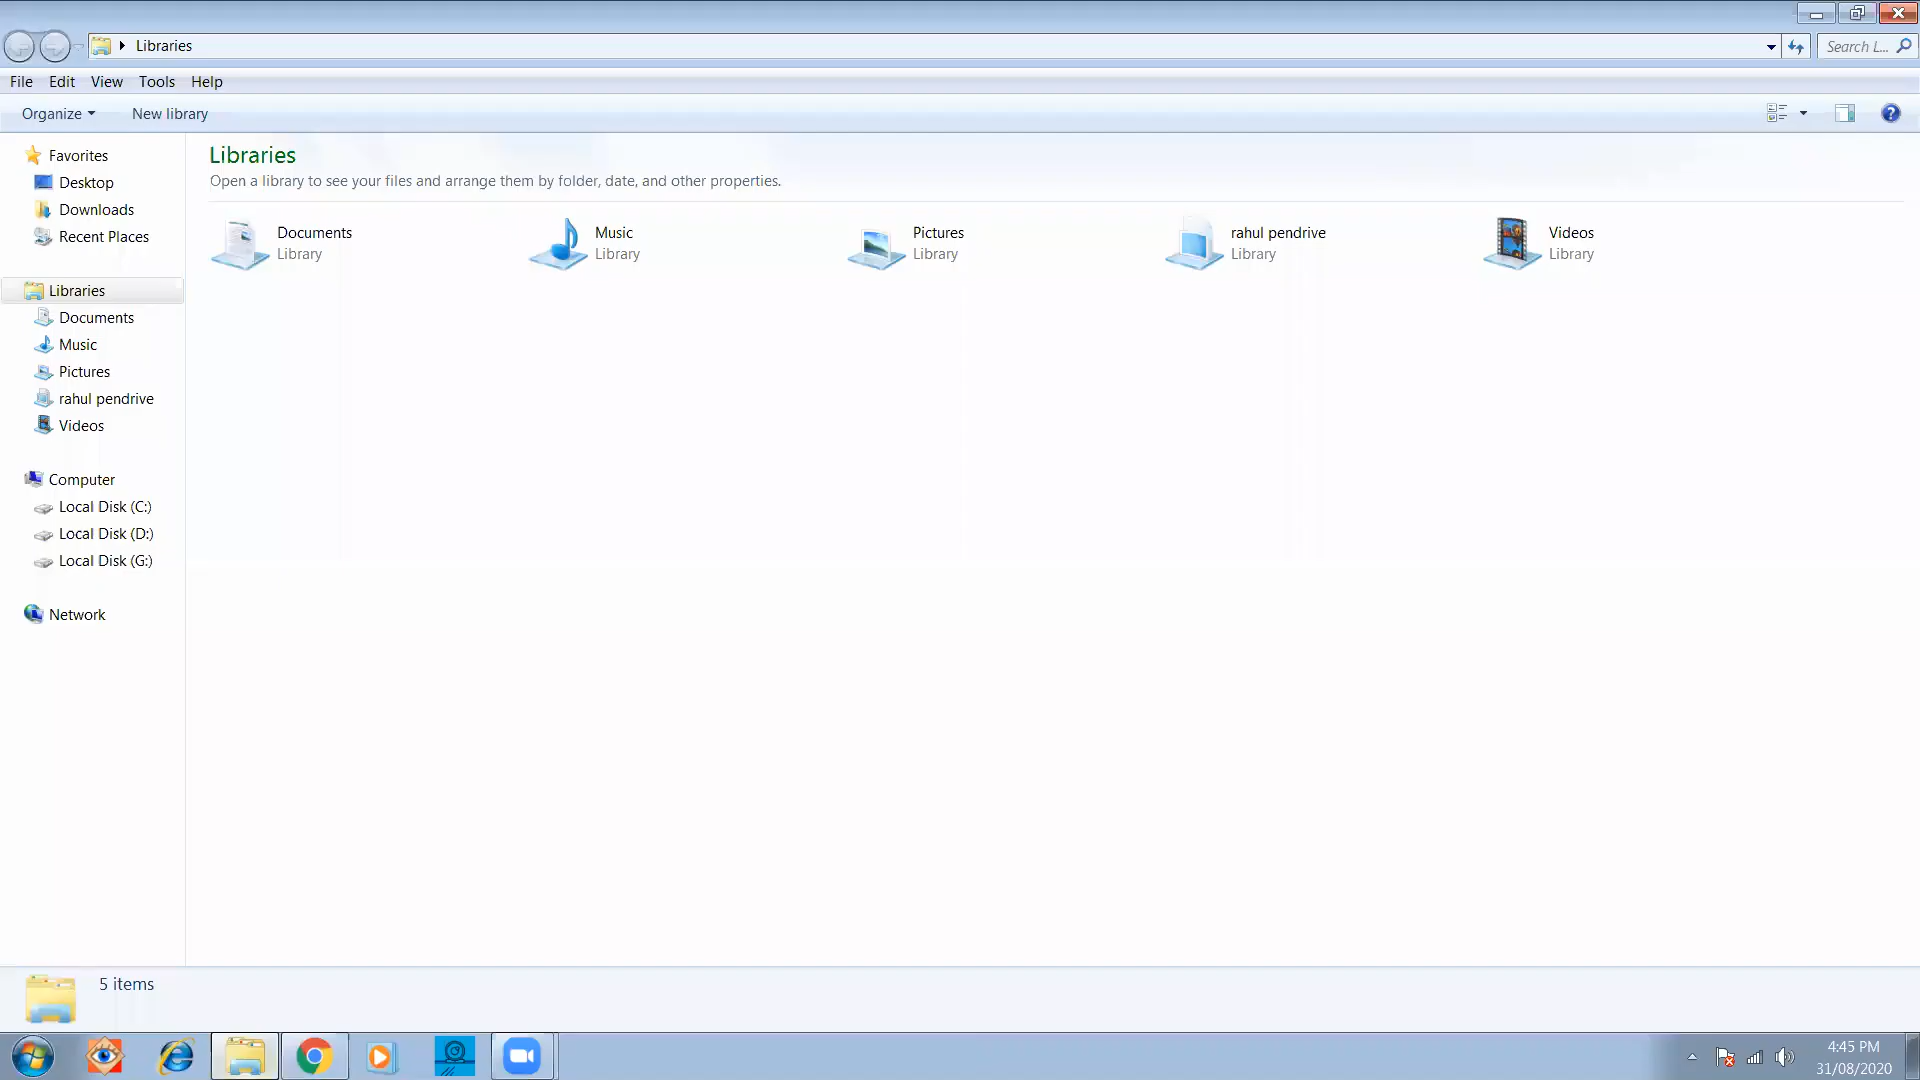 Libraries
Search L...
File Edit View Tools Help
Organize New library
Favorites
Desktop
Downloads
Recent Places
Libraries
Documents
Music
Pictures
rahul pendrive
Videos
Computer
Local Disk (C:)
Local Disk (D:)
Local Disk (G:)
Network
Libraries
Open a library to see your files and arrange them by folder, date, and other properties.
Documents
Library
Music
Library
Pictures
Library
rahul pendrive
Library
Videos
Library
5 items
4:45 PM
31/08/2020